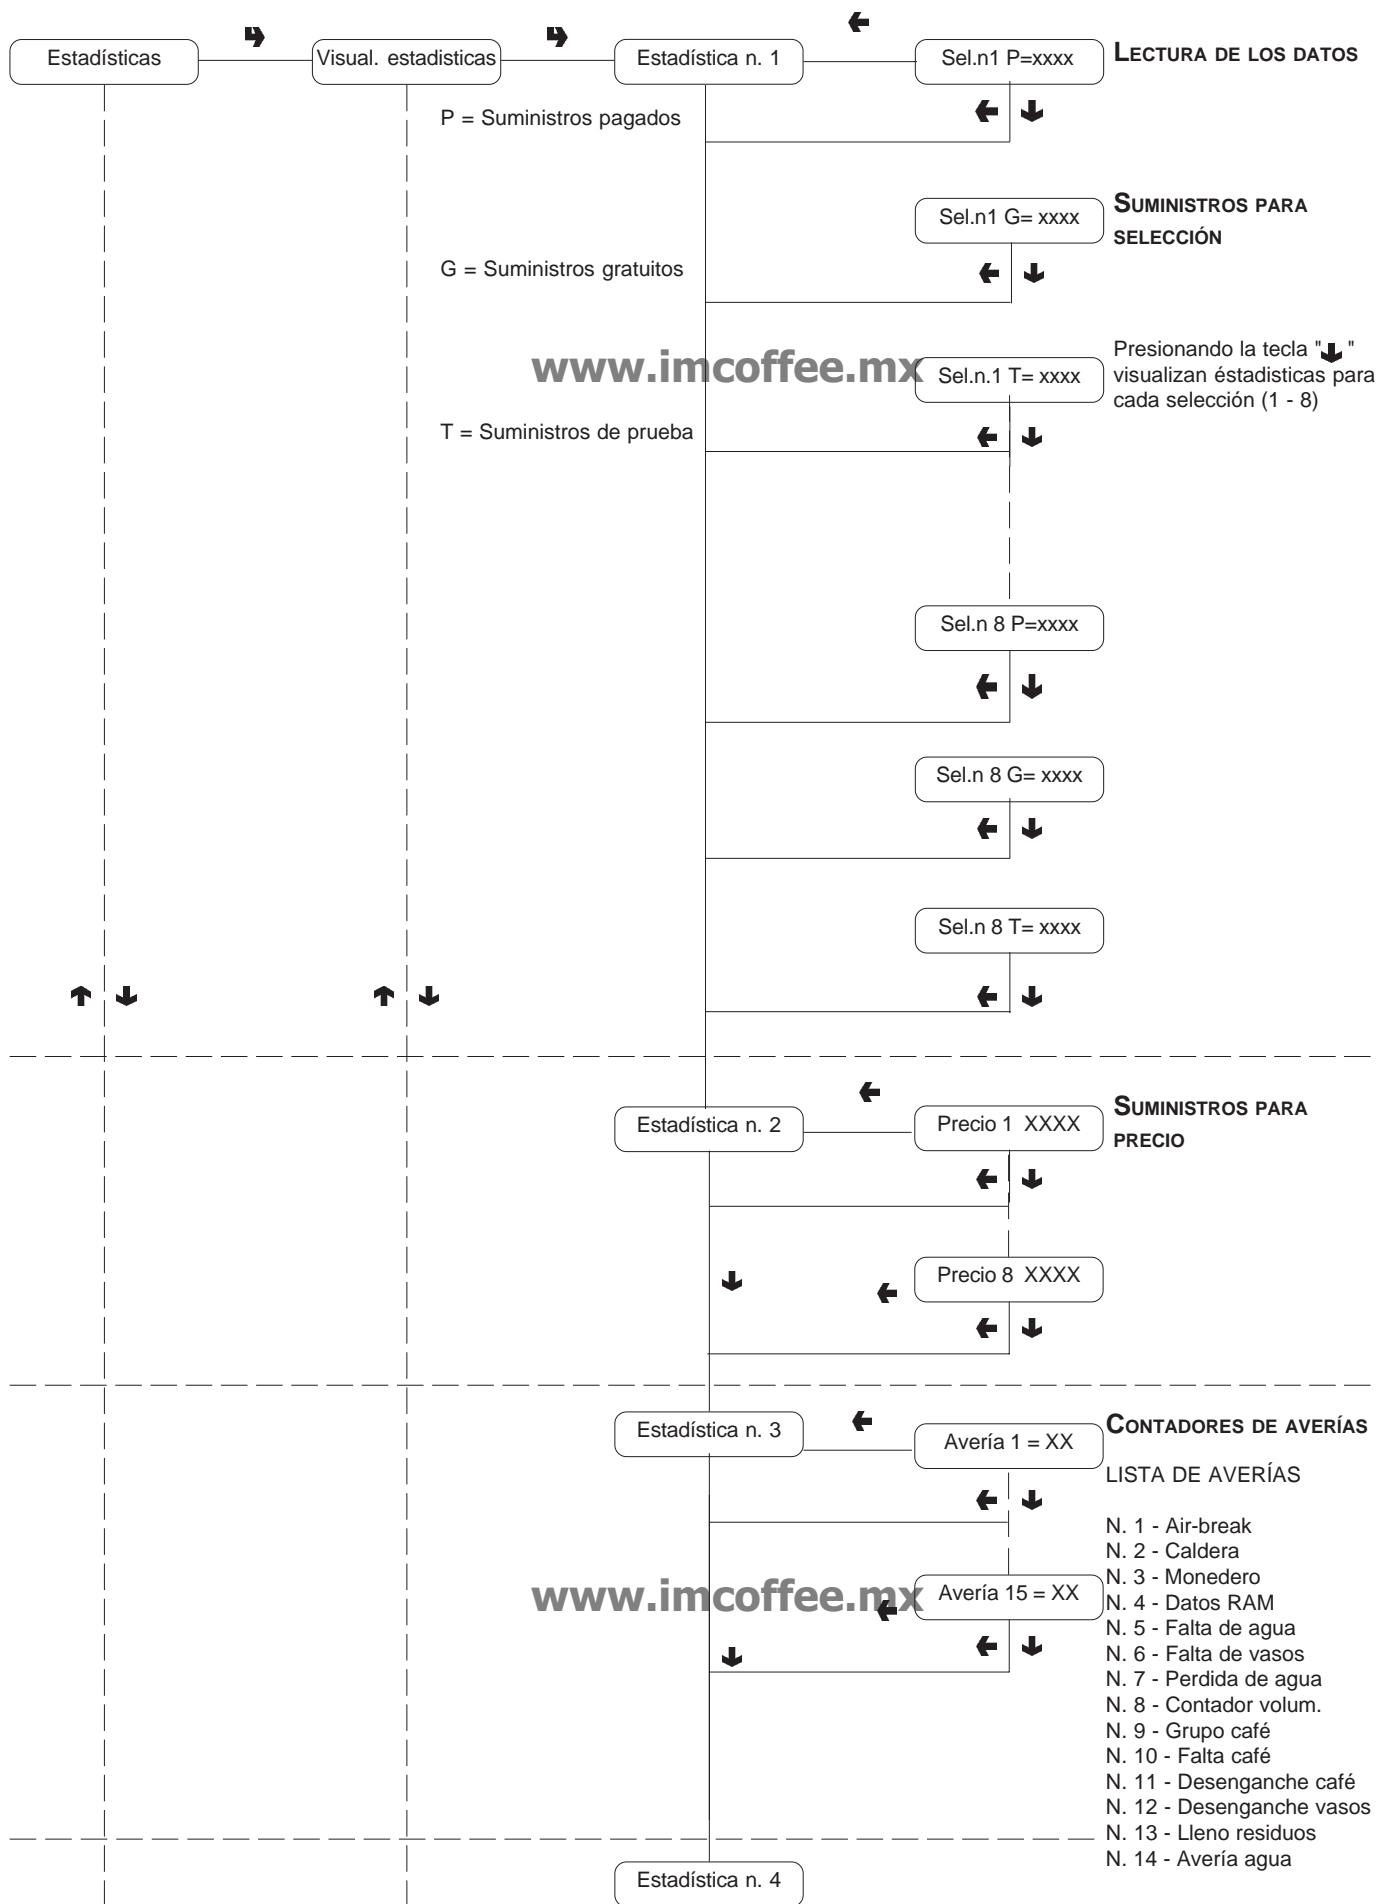 Estadísticas
Visual. estadisticas
Estadística n. 1
Sel.n1 P=xxxx
LECTURA DE LOS DATOS
P = Suministros pagados
Sel.n1 G= xxxx
SUMINISTROS PARA
SELECCIÓN
G = Suministros gratuitos
www.imcoffee.mx
Sel.n.1 T= xxxx
Presionando la tecla " "
visualizan éstadisticas para
cada selección (1 - 8)
T = Suministros de prueba
Sel.n 8 P=xxxx
Sel.n 8 G= xxxx
Sel.n 8 T= xxxx
Estadística n. 2
Precio 1 XXXX
SUMINISTROS PARA
PRECIO
Precio 8 XXXX
Estadística n. 3
Avería 1 = XX
CONTADORES DE AVERÍAS
LISTA DE AVERÍAS
www.imcoffee.mx
Avería 15 = XX
N. 1 - Air-break
N. 2 - Caldera
N. 3 - Monedero
N. 4 - Datos RAM
N. 5 - Falta de agua
N. 6 - Falta de vasos
N. 7 - Perdida de agua
N. 8 - Contador volum.
N. 9 - Grupo café
N. 10 - Falta café
N. 11 - Desenganche café
N. 12 - Desenganche vasos
N. 13 - Lleno residuos
N. 14 - Avería agua
Estadística n. 4